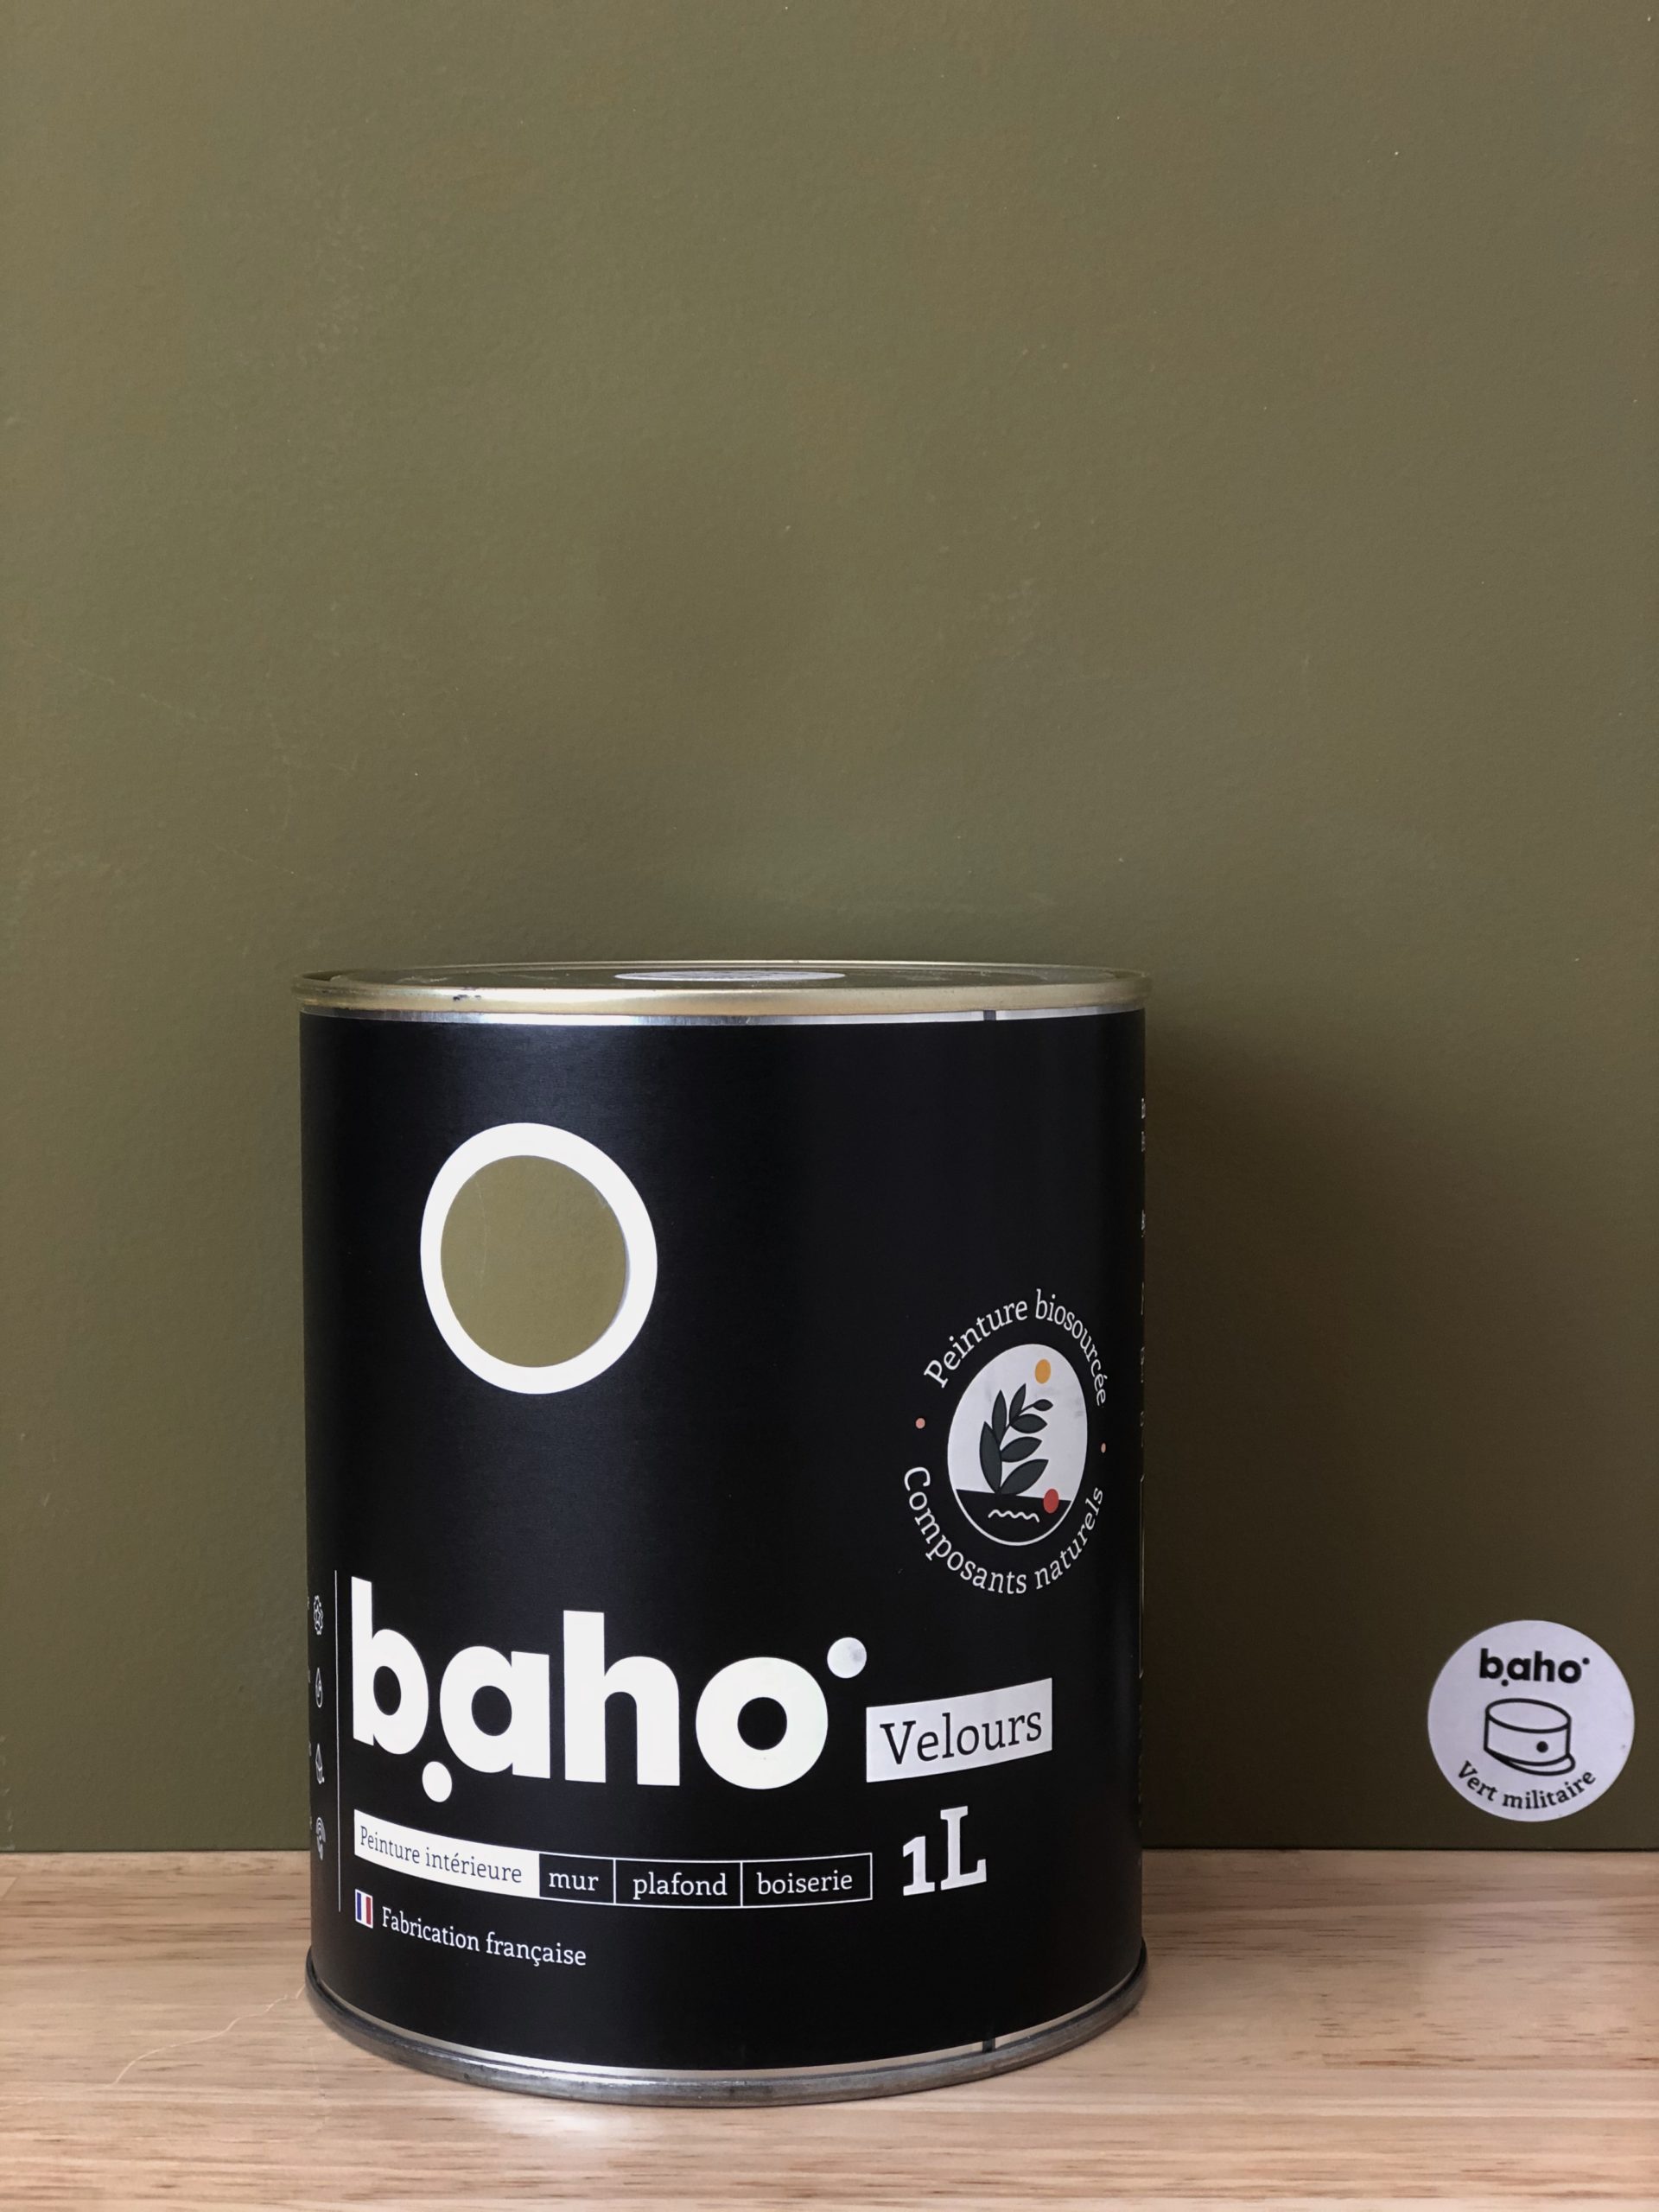 Peinture biosourcée
Composants naturels
baho
Velours
1L
Peinture intérieure mur plafond boiserie
Fabrication française
baho
Vert militaire